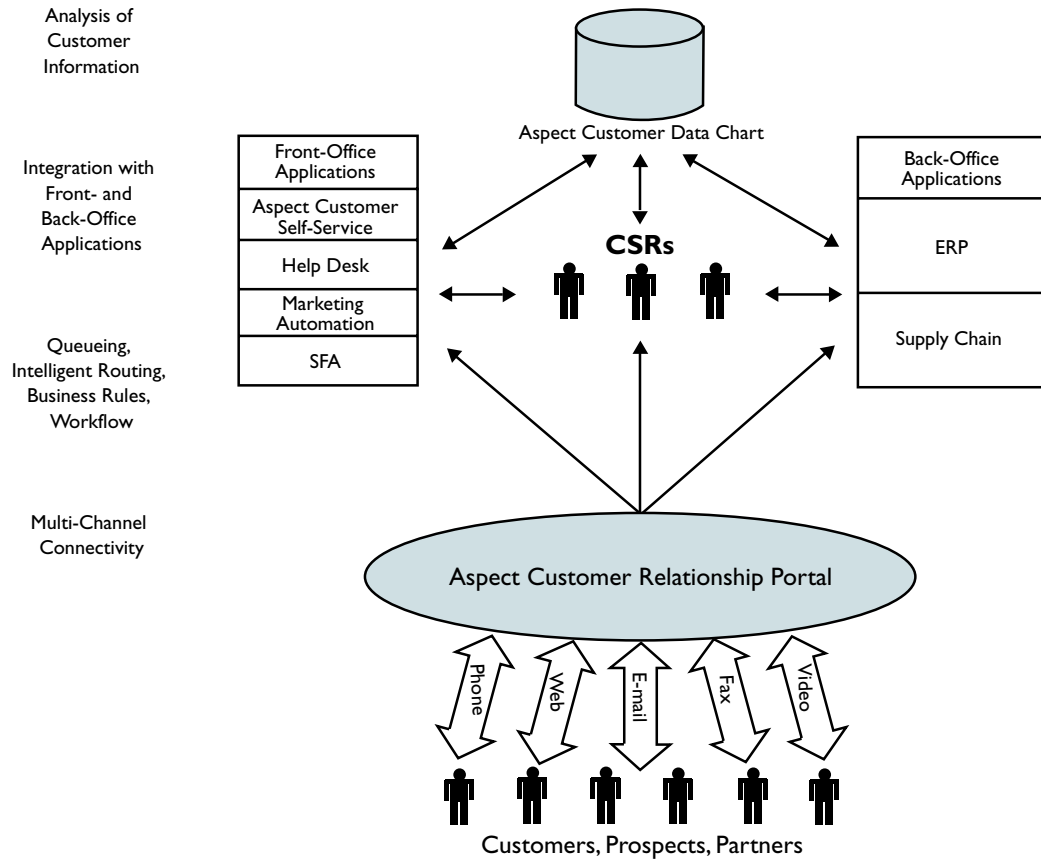 Analysis of
Customer
Information
Aspect Customer Data Chart
Integration with
Front- and
Back-Office
Applications
Front-Office
Applications
Aspect Customer
Self-Service
Help Desk
Marketing
Automation
SFA
CSRs
Back-Office
Applications
ERP
Supply Chain
Queueing,
Intelligent Routing,
Business Rules,
Workflow
Multi-Channel
Connectivity
Aspect Customer Relationship Portal
Phone
Web
E-mail
Fax
Video
Customers, Prospects, Partners